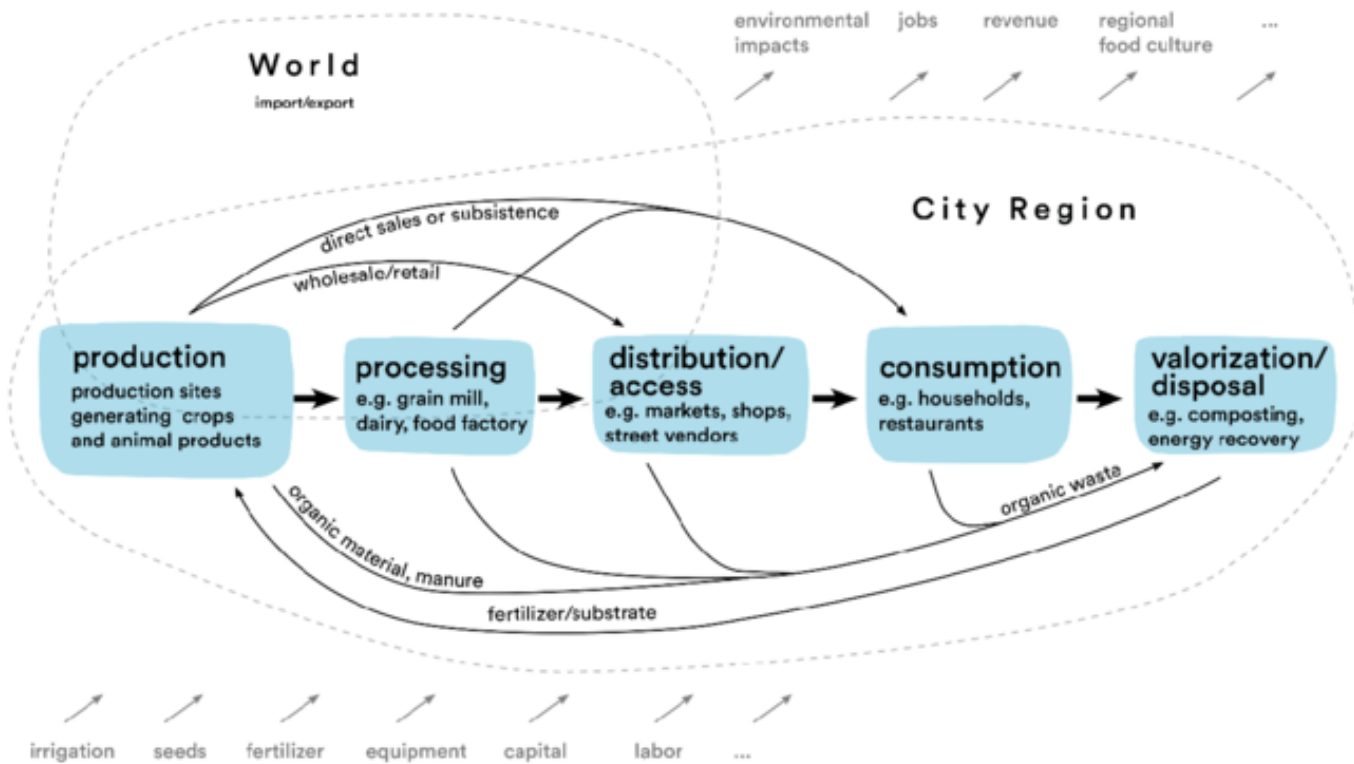 environmental
impacts
jobs
revenue
regional
food culture
...
World
import/export
City Region
direct sales or subsistence
wholesale/retail
production
production sites
generating crops
and animal products
processing
e.g. grain mill,
dairy, food factory
distribution/
access
e.g. markets, shops,
street vendors
consumption
e.g. households,
restaurants
valorization/
disposal
e.g. composting,
energy recovery
organic waste
organic material, manure
fertilizer/substrate
irrigation
seeds
fertilizer
equipment
capital
labor
...